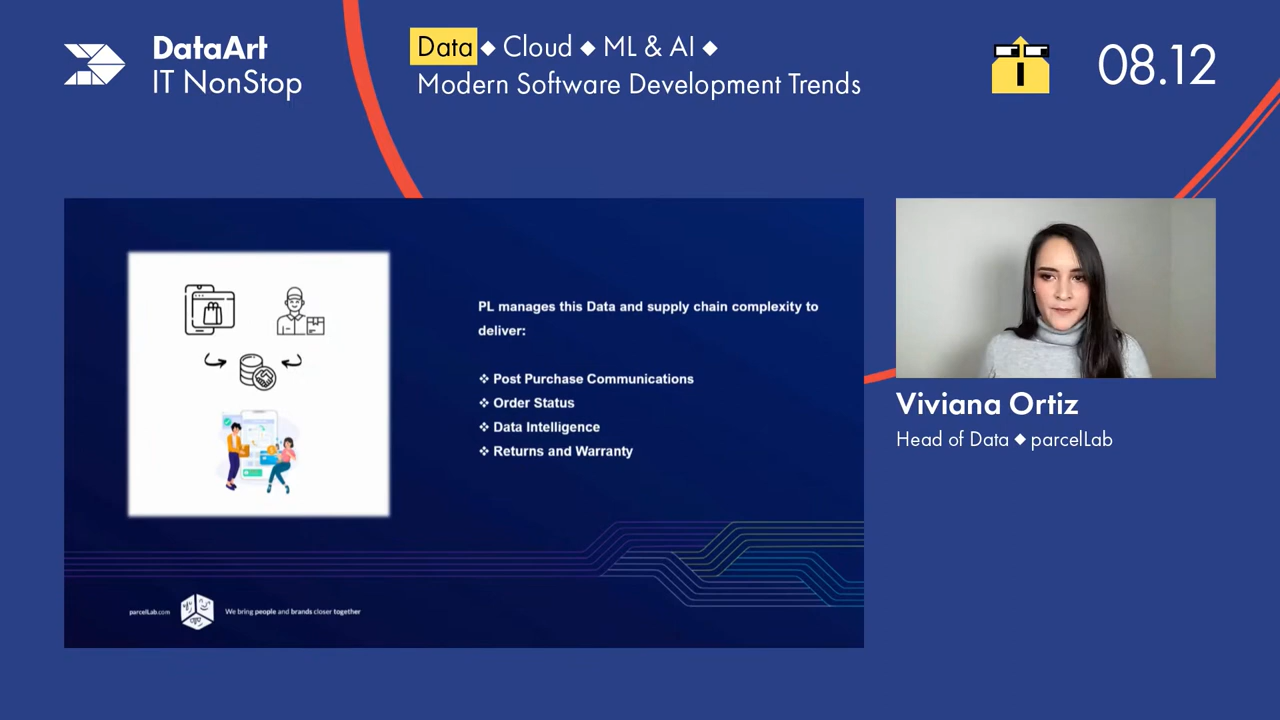 DataArt
IT NonStop
Data ◆ Cloud ◆ ML & AI ◆
Modern Software Development Trends
08.12
PL manages this Data and supply chain complexity to
deliver:
❖ Post Purchase Communications
❖ Order Status
❖ Data Intelligence
❖ Returns and Warranty
parcelLab.com
We bring people and brands closer together
Viviana Ortiz
Head of Data ◆ parcelLab